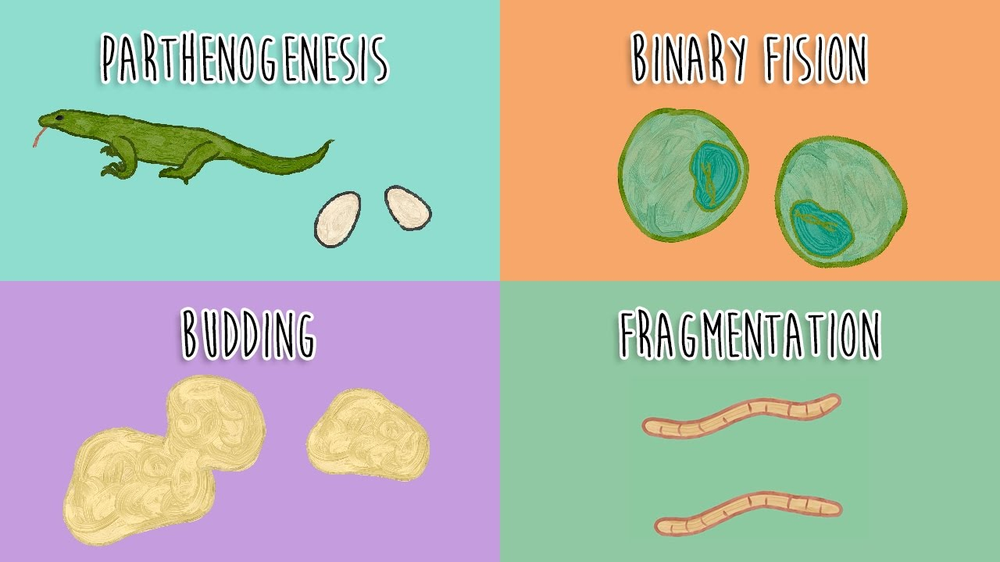 PARTHENOGENESIS
BINARY FISION
BUDDING
FRAGMENTATION